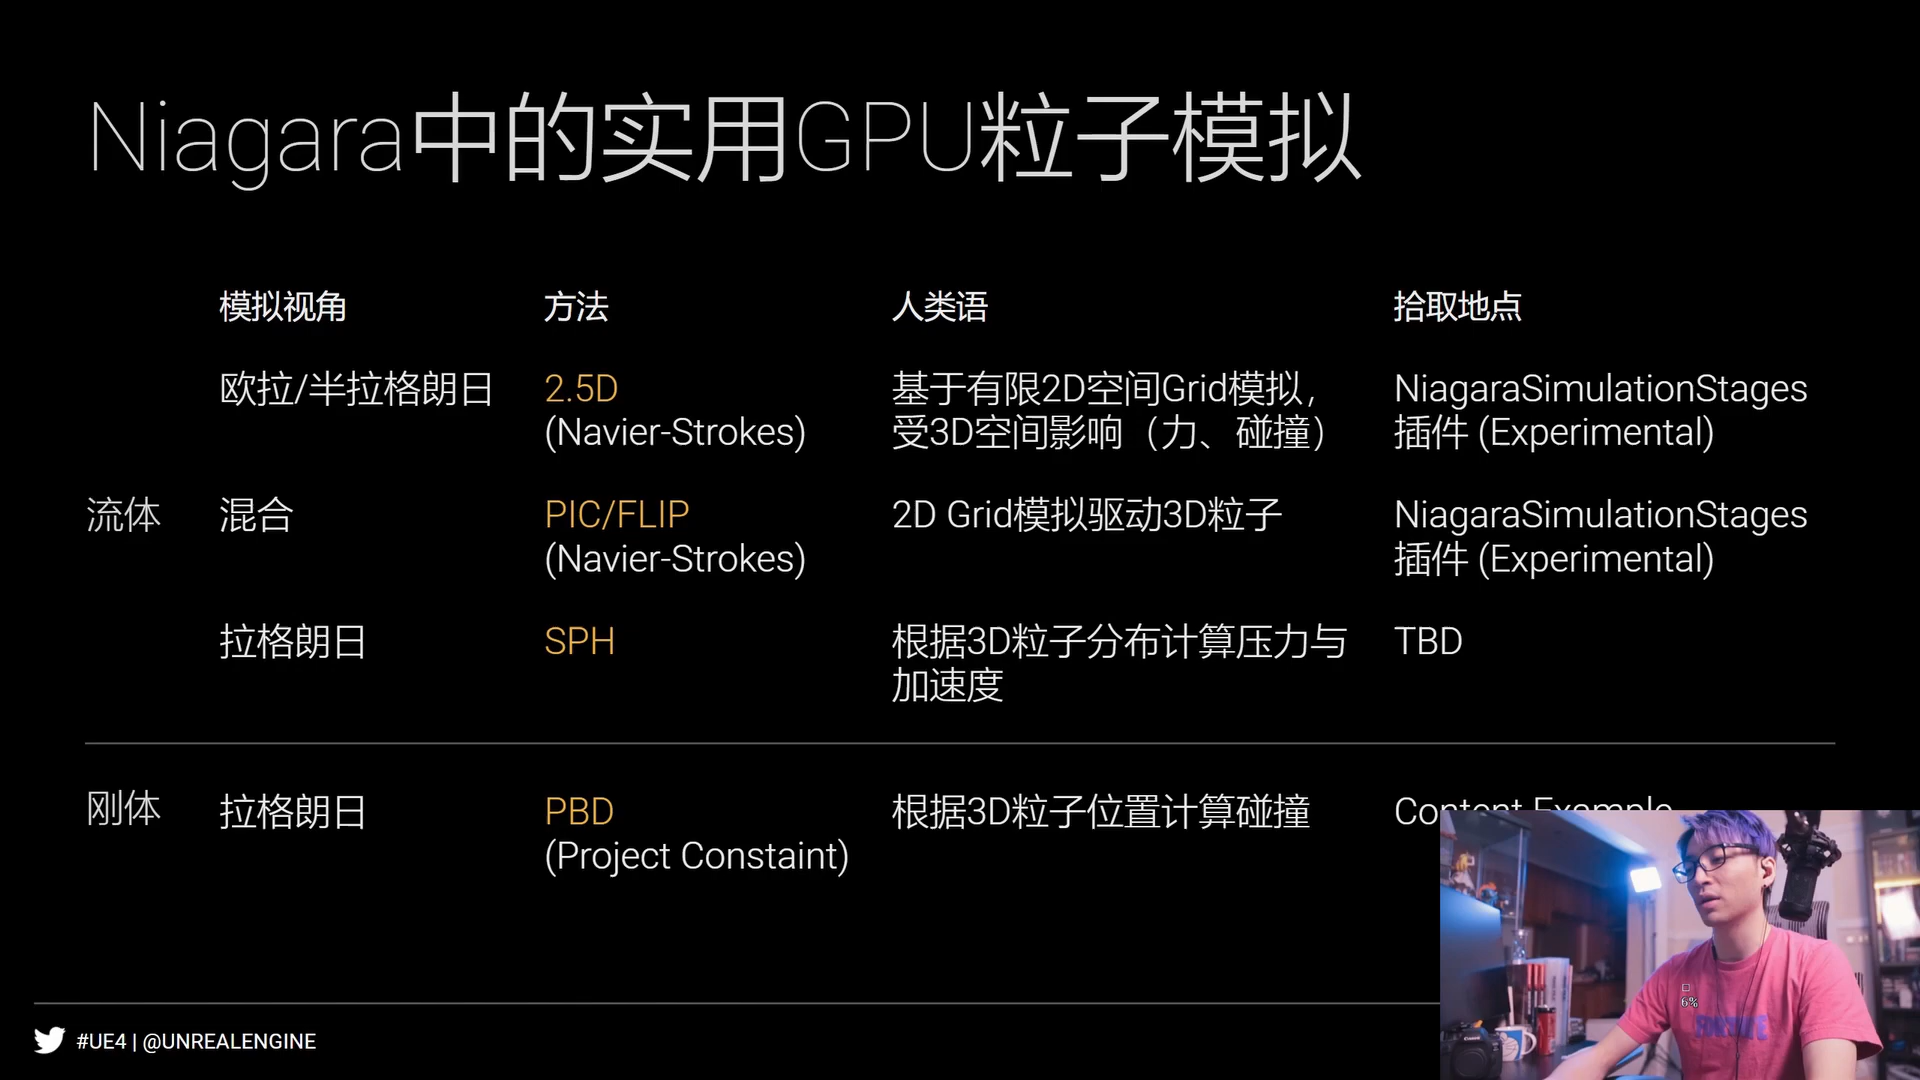 Niagara中的实用GPU粒子模拟
模拟视角 方法 人类语 拾取地点
欧拉/半拉格朗日 2.5D 基于有限2D空间Grid模拟， NiagaraSimulationStages
(Navier-Strokes) 受3D空间影响（力、碰撞） 插件 (Experimental)
流体 混合 PIC/FLIP 2D Grid模拟驱动3D粒子 NiagaraSimulationStages
(Navier-Strokes) 插件 (Experimental)
拉格朗日 SPH 根据3D粒子分布计算压力与 TBD
加速度
刚体 拉格朗日 PBD 根据3D粒子位置计算碰撞 Content Example
(Project Constaint)
6%
#UE4 | @UNREALENGINE